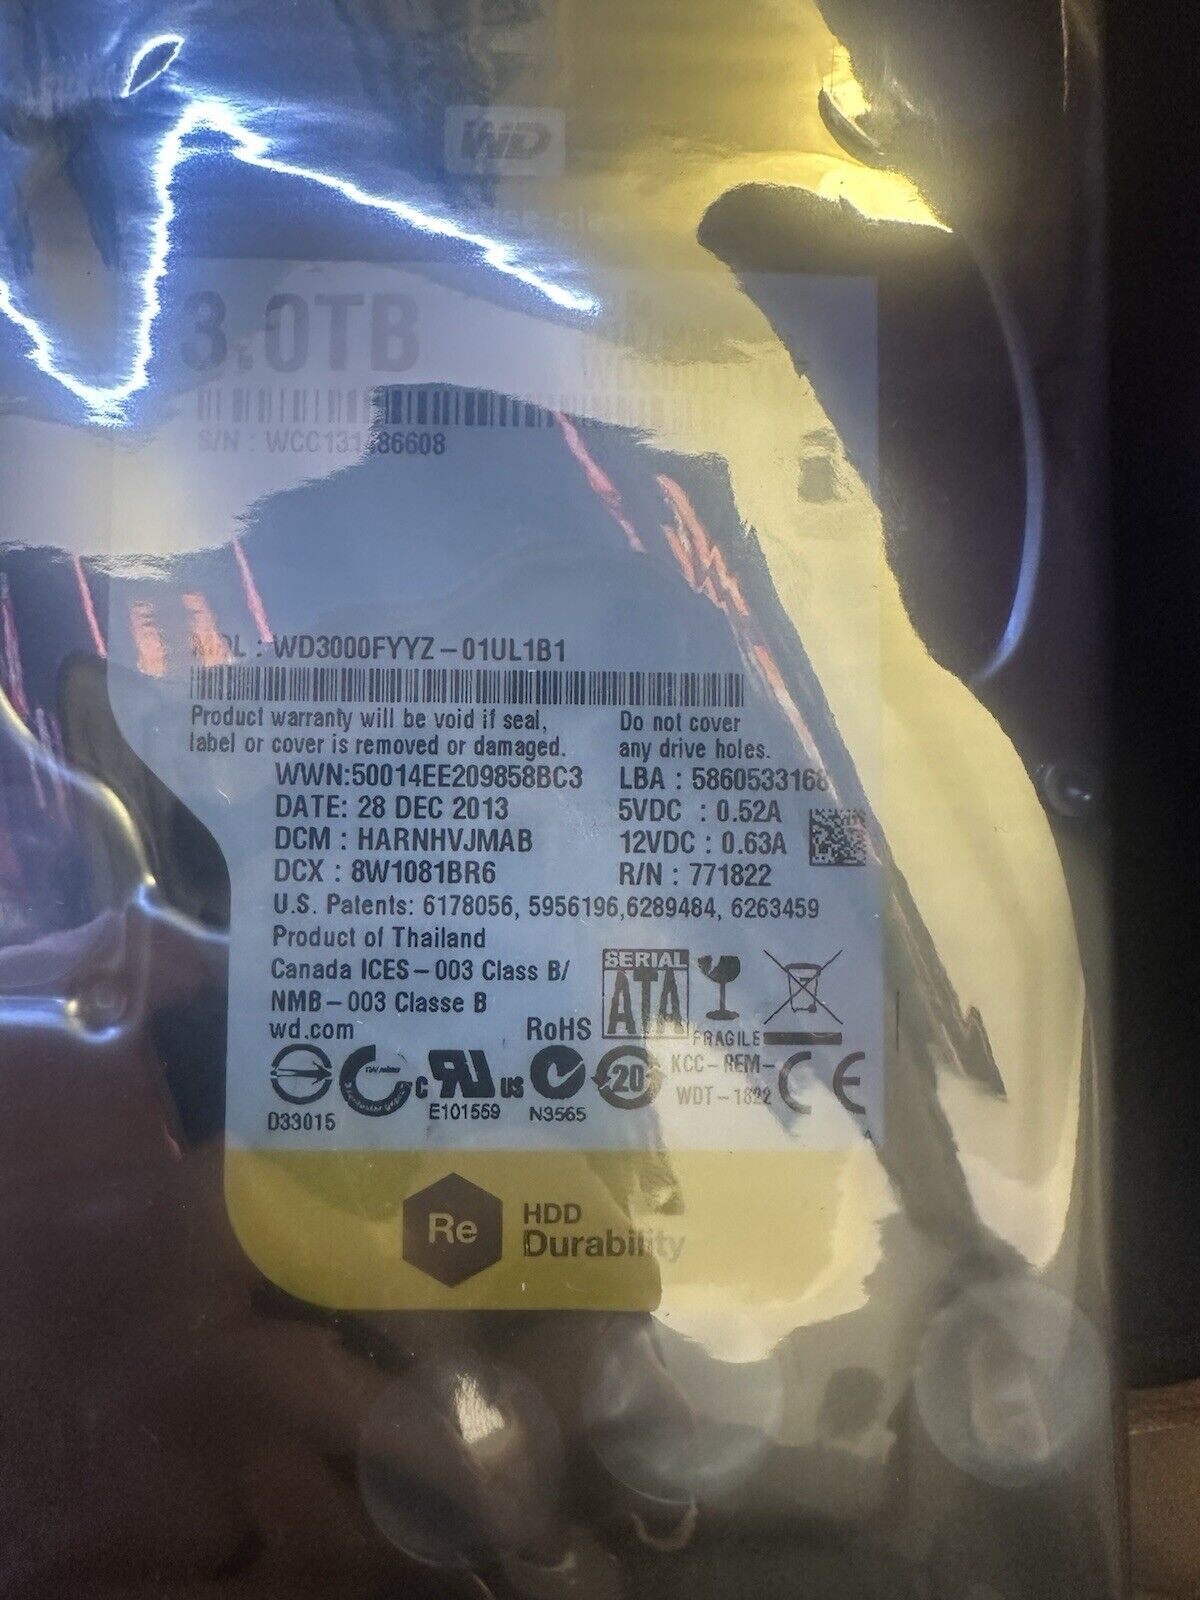 WD
3.0TB
S/N :
MDL : WD3000FYYZ-01UL1B1
Product warranty will be void if seal,
label or cover is removed or damaged.
Do not cover
any drive holes.
WWN:50014EE209858BC3
LBA : 5860533168
DATE: 28 DEC 2013
5VDC : 0.52A
DCM : HARNHVJMAB
12VDC : 0.63A
DCX : 8W1081BR6
R/N : 771822
U.S. Patents: 6178056, 5956196,6289484, 6263459
Product of Thailand
Canada ICES-003 Class B/
NMB-003 Classe B
wd.com
RoHS
SERIAL
ATA
FRAGILE
C UR US
20
KCC-REM-
WDT-1822
CE
D33015
E101559
N3565
Re
HDD
Durability